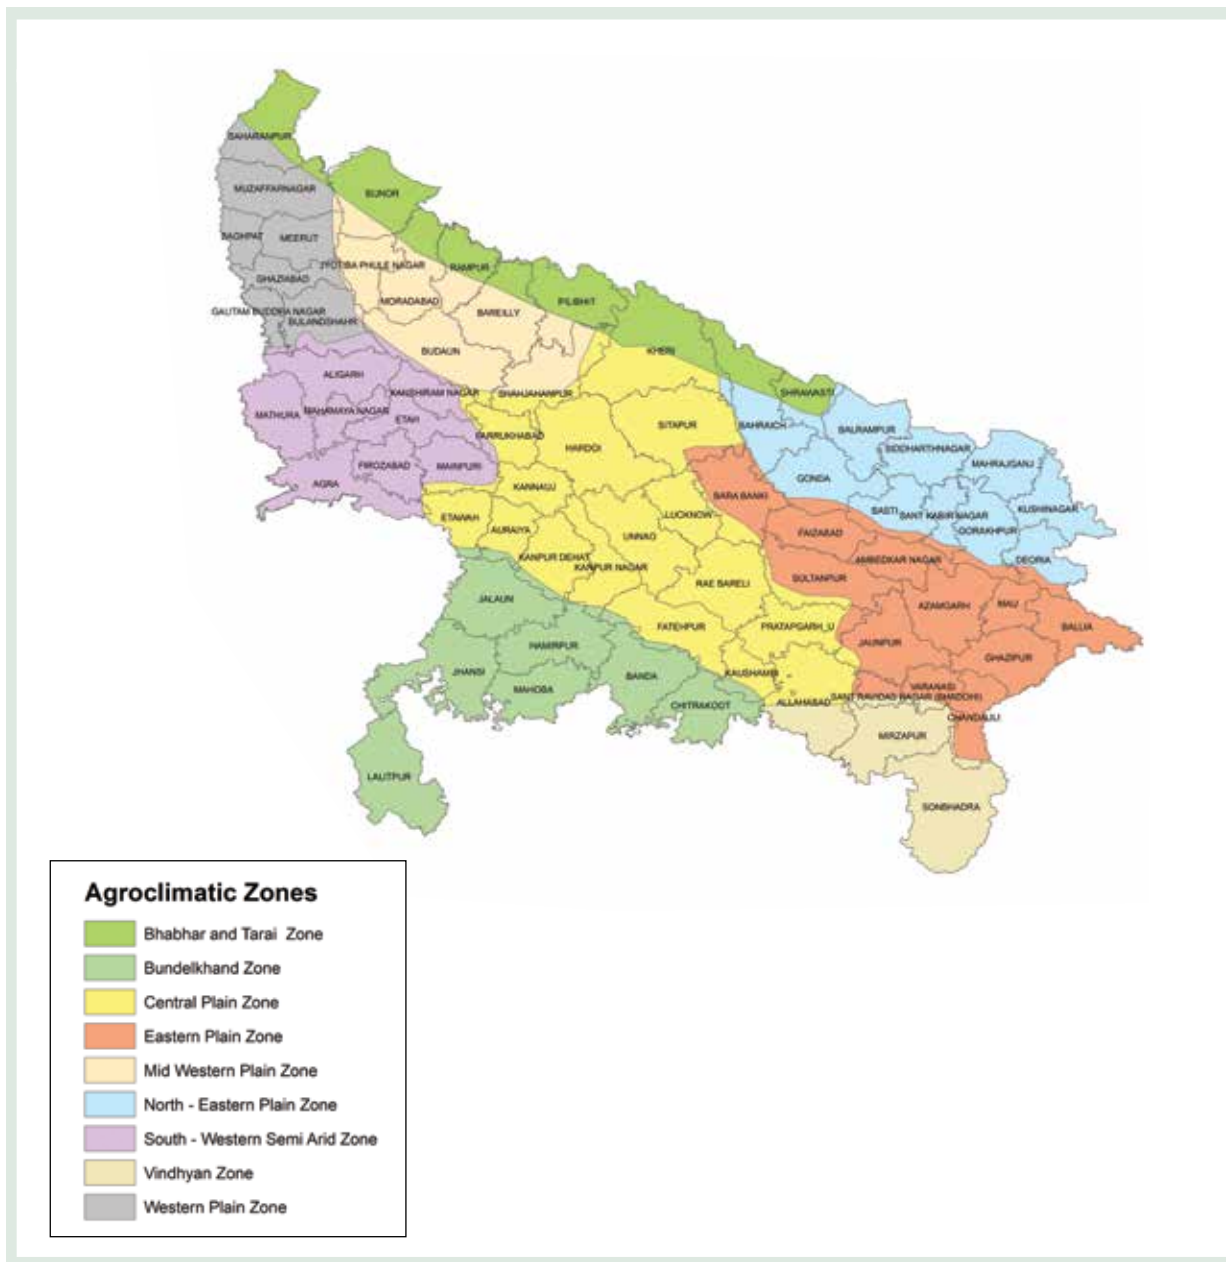 SAHARANPUR
MUZAFFARNAGAR
BIJNOR
BAGHPAT
MEERUT
JYOTIBA PHULE NAGAR
RAMPUR
GHAZIABAD
MORADABAD
PILIBHIT
GAUTAM BUDDHA NAGAR
BAREILLY
BULANDSHAHR
BUDAUN
KHERI
ALIGARH
KANSHIRAM NAGAR
SHAHJAHANPUR
SHRAWASTI
MATHURA
MAHAMAYA NAGAR
ETAH
SITAPUR
BAHRAICH
BALRAMPUR
FARRUKHABAD
HARDOI
SIDDHARTHNAGAR
FIROZABAD
MAINPURI
MAHRAJGANJ
AGRA
KANNAUJ
GONDA
BARA BANKI
ETAWAH
LUCKNOW
BASTI
SANT KABIR NAGAR
KUSHINAGAR
AURAIYA
UNNAO
FAIZABAD
GORAKHPUR
KANPUR DEHAT
KANPUR NAGAR
AMBEDKAR NAGAR
DEORIA
RAE BARELI
SULTANPUR
JALAUN
AZAMGARH
MAU
FATEHPUR
PRATAPGARH_U
BALLIA
HAMIRPUR
JAUNPUR
GHAZIPUR
JHANSI
BANDA
KAUSHAMBI
MAHOBA
VARANASI
CHITRAKOOT
ALLAHABAD
SANT RAVIDAS NAGAR (BHADOHI)
CHANDAULI
MIRZAPUR
LALITPUR
SONBHADRA
Agroclimatic Zones
Bhabhar and Tarai Zone
Bundelkhand Zone
Central Plain Zone
Eastern Plain Zone
Mid Western Plain Zone
North - Eastern Plain Zone
South - Western Semi Arid Zone
Vindhyan Zone
Western Plain Zone